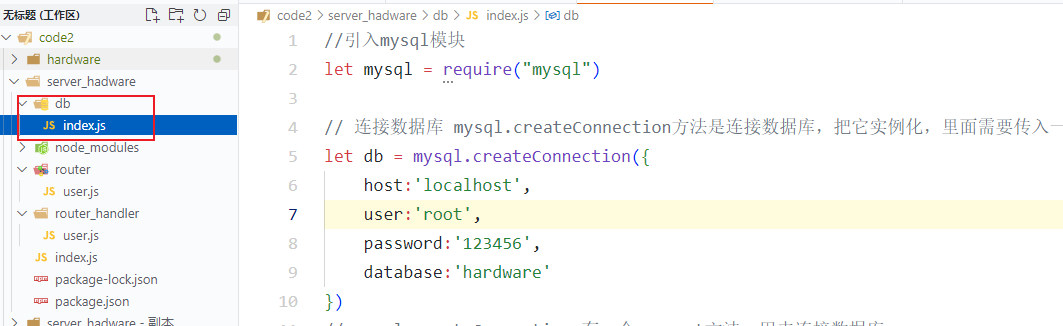 无标题 (工作区)
code2
hardware
server_hadware
db
JS index.js
node_modules
router
JS user.js
router_handler
JS user.js
JS index.js
package-lock.json
package.json
server_hadware - 副本
code2 > server_hadware > db > JS index.js > db
1 //引入mysql模块
2 let mysql = require("mysql")
3
4 // 连接数据库 mysql.createConnection方法是连接数据库，把它实例化，里面需要传入一
5 let db = mysql.createConnection({
6 host:'localhost',
7 user:'root',
8 password:'123456',
9 database:'hardware'
10 })